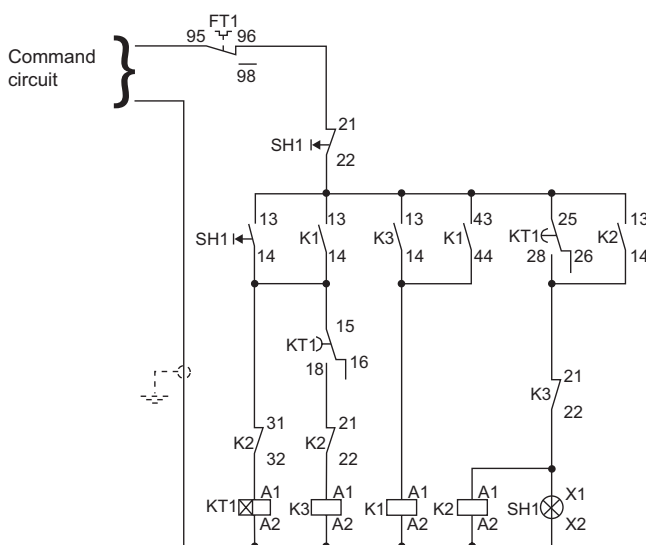 FT1
95 96
Command
circuit
98
21
SH1
22
13 13 13 43 25 13
SH1 K1 K3 K1 KT1 K2
14 14 14 44 28 26 14
15
KT1
16
18
21
K3
22
31 21
K2 K2
32 22
A1 A1 A1 A1 X1
KT1 K3 K1 K2 SH1
A2 A2 A2 A2 X2